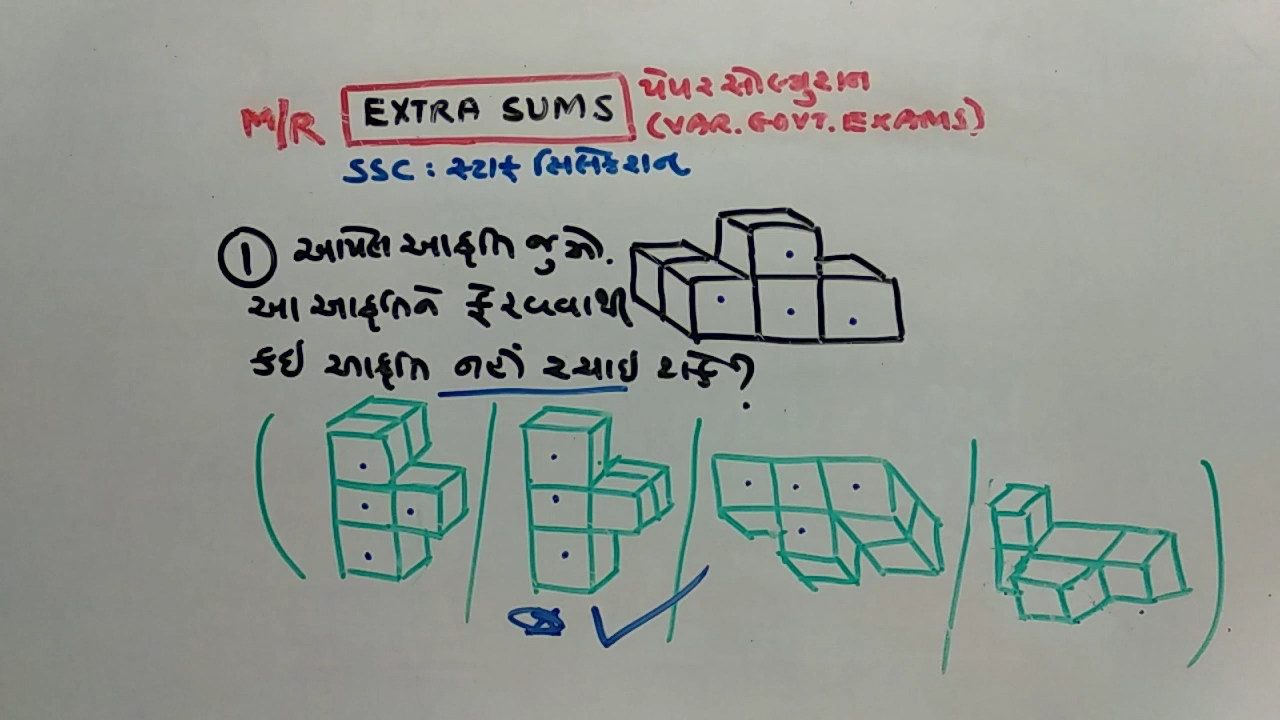 M/R EXTRA SUMS પેપર સોલ્યુશન
(VAR. GOVT. EXAMS)
SSC : સ્ટાફ સિલેક્શન
① આપેલ આકૃતિ જુઓ.
આ આકૃતિને ફેરવવાથી
કઈ આકૃતિ નહીં રચાઇ શકે?